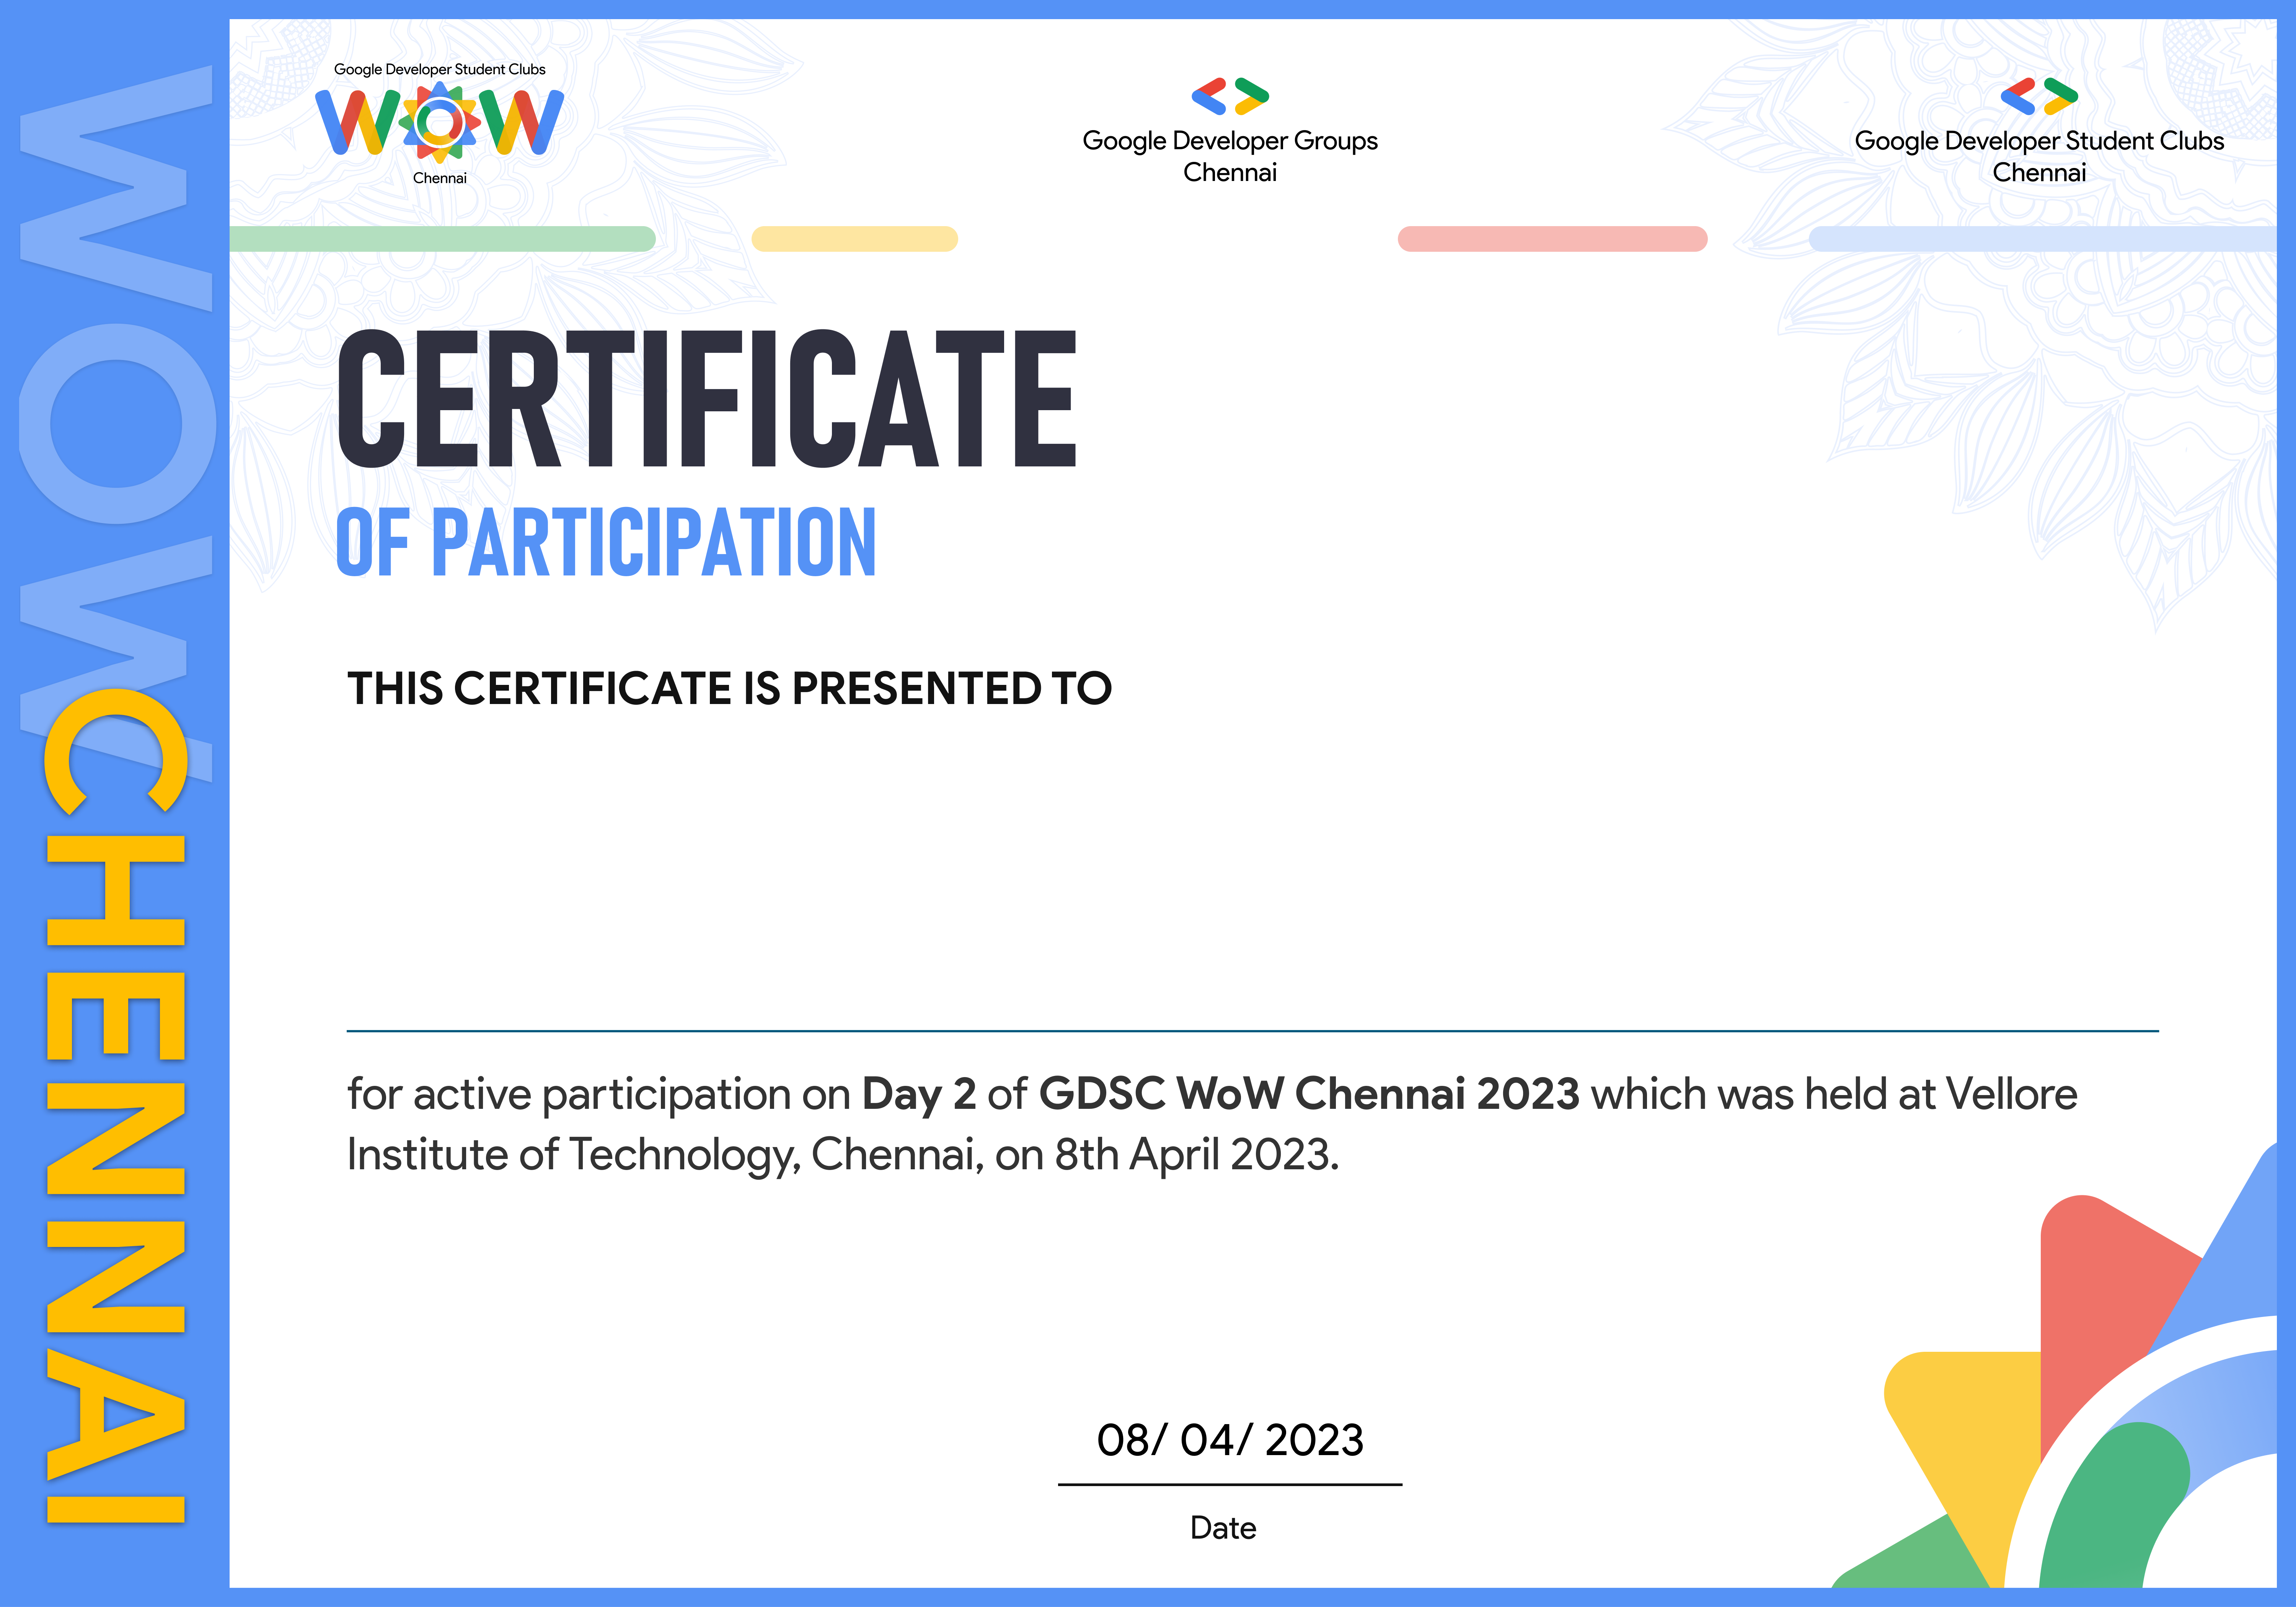 WOW
CHENNAI
Google Developer Student Clubs
WOW
Chennai
Google Developer Groups
Chennai
Google Developer Student Clubs
Chennai
CERTIFICATE
OF PARTICIPATION
THIS CERTIFICATE IS PRESENTED TO
for active participation on Day 2 of GDSC WoW Chennai 2023 which was held at Vellore
Institute of Technology, Chennai, on 8th April 2023.
08/ 04/ 2023
Date